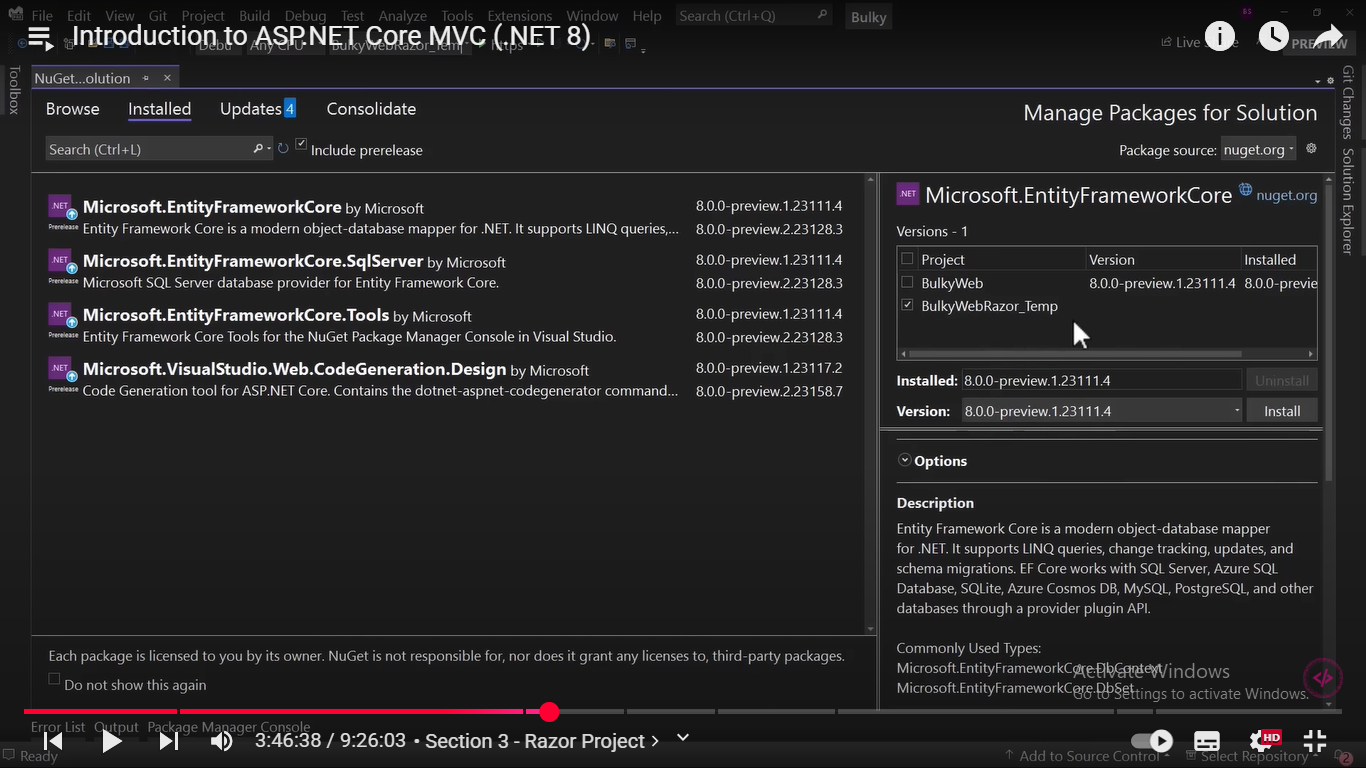 File Edit View Git Project Build Debug Test Analyze Tools Extensions Window Help Search (Ctrl+Q) Bulky
BS
Introduction to ASP.NET Core MVC (.NET 8)
Debug Any CPU BulkyWebRazor_Temp https
Live Share
PREVIEW
Toolbox
NuGet...olution
Browse Installed Updates 4 Consolidate
Manage Packages for Solution
Search (Ctrl+L)
Include prerelease
Package source: nuget.org
Git Changes Solution Explorer
.NET Microsoft.EntityFrameworkCore by Microsoft 8.0.0-preview.1.23111.4
Prerelease Entity Framework Core is a modern object-database mapper for .NET. It supports LINQ queries,... 8.0.0-preview.2.23128.3
.NET Microsoft.EntityFrameworkCore.SqlServer by Microsoft 8.0.0-preview.1.23111.4
Prerelease Microsoft SQL Server database provider for Entity Framework Core. 8.0.0-preview.2.23128.3
.NET Microsoft.EntityFrameworkCore.Tools by Microsoft 8.0.0-preview.1.23111.4
Prerelease Entity Framework Core Tools for the NuGet Package Manager Console in Visual Studio. 8.0.0-preview.2.23128.3
.NET Microsoft.VisualStudio.Web.CodeGeneration.Design by Microsoft 8.0.0-preview.1.23117.2
Prerelease Code Generation tool for ASP.NET Core. Contains the dotnet-aspnet-codegenerator command... 8.0.0-preview.2.23158.7
.NET Microsoft.EntityFrameworkCore nuget.org
Versions - 1
Project Version Installed
BulkyWeb 8.0.0-preview.1.23111.4 8.0.0-previe
BulkyWebRazor_Temp
Installed: 8.0.0-preview.1.23111.4 Uninstall
Version: 8.0.0-preview.1.23111.4 Install
Options
Description
Entity Framework Core is a modern object-database mapper
for .NET. It supports LINQ queries, change tracking, updates, and
schema migrations. EF Core works with SQL Server, Azure SQL
Database, SQLite, Azure Cosmos DB, MySQL, PostgreSQL, and other
databases through a provider plugin API.
Commonly Used Types:
Microsoft.EntityFrameworkCore.DbContext
Microsoft.EntityFrameworkCore.DbSet
Activate Windows
Go to Settings to activate Windows.
Each package is licensed to you by its owner. NuGet is not responsible for, nor does it grant any licenses to, third-party packages.
Do not show this again
Error List Output Package Manager Console
3:46:38 / 9:26:03 • Section 3 - Razor Project
HD
Ready
Add to Source Control Select Repository 2